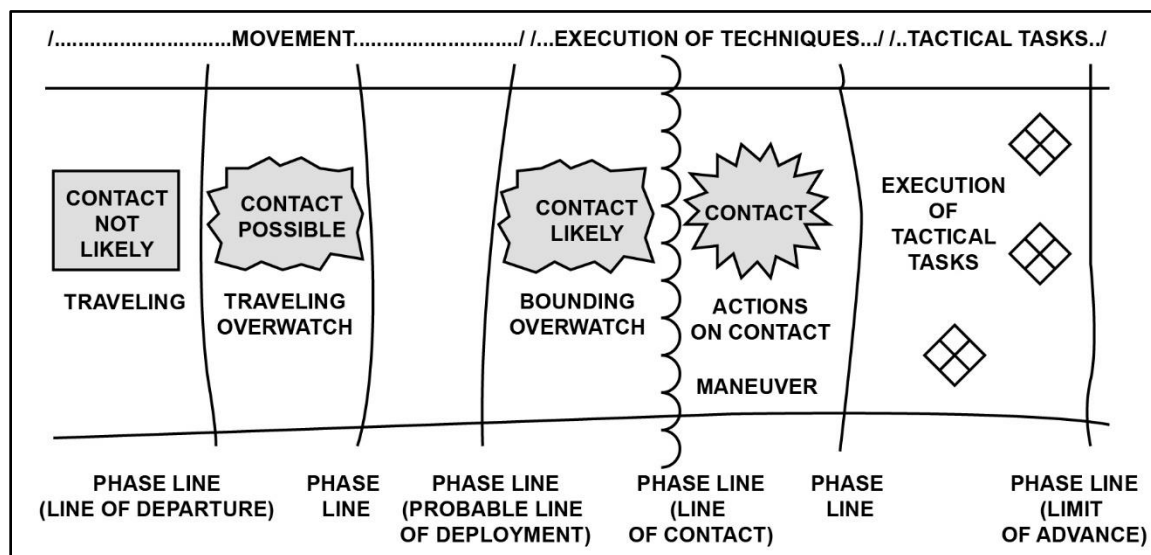 /..............................MOVEMENT............................/ /...EXECUTION OF TECHNIQUES.../ /..TACTICAL TASKS../
CONTACT
NOT
LIKELY
TRAVELING
CONTACT
POSSIBLE
TRAVELING
OVERWATCH
CONTACT
LIKELY
BOUNDING
OVERWATCH
CONTACT
ACTIONS
ON CONTACT
MANEUVER
EXECUTION
OF
TACTICAL
TASKS
PHASE LINE
(LINE OF DEPARTURE)
PHASE
LINE
PHASE LINE
(PROBABLE LINE
OF DEPLOYMENT)
PHASE LINE
(LINE
OF CONTACT)
PHASE
LINE
PHASE LINE
(LIMIT
OF ADVANCE)